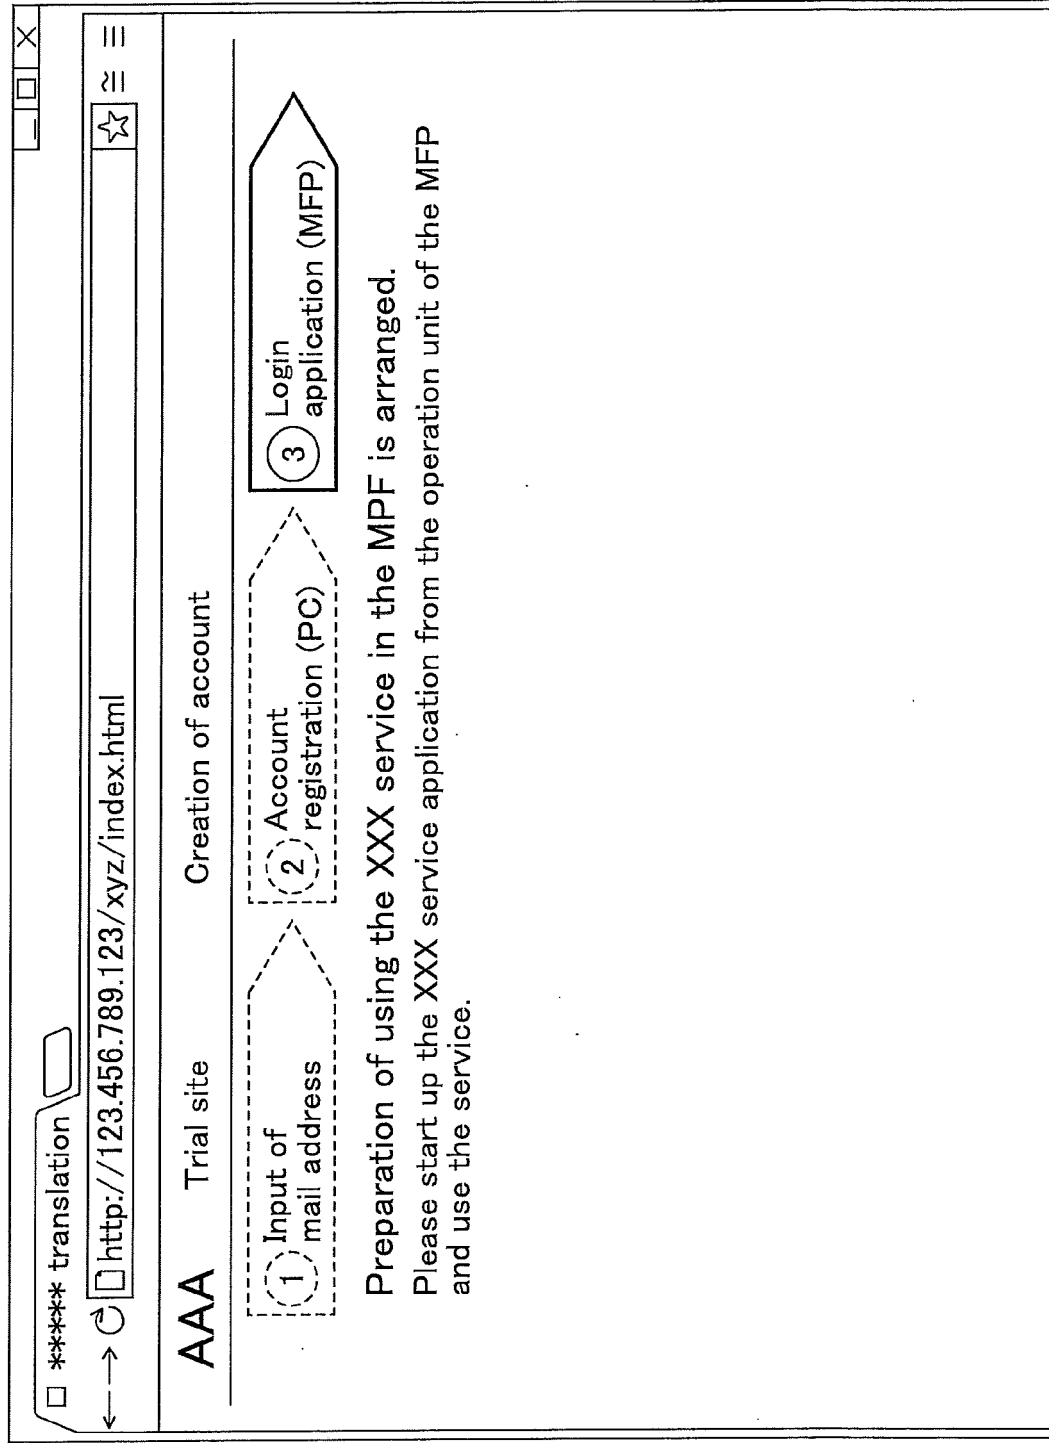 ***** translation
http://123.456.789.123/xyz/index.html
AAA Trial site Creation of account
1 Input of
mail address
2 Account
registration (PC)
3 Login
application (MFP)
Preparation of using the XXX service in the MPF is arranged.
Please start up the XXX service application from the operation unit of the MFP
and use the service.